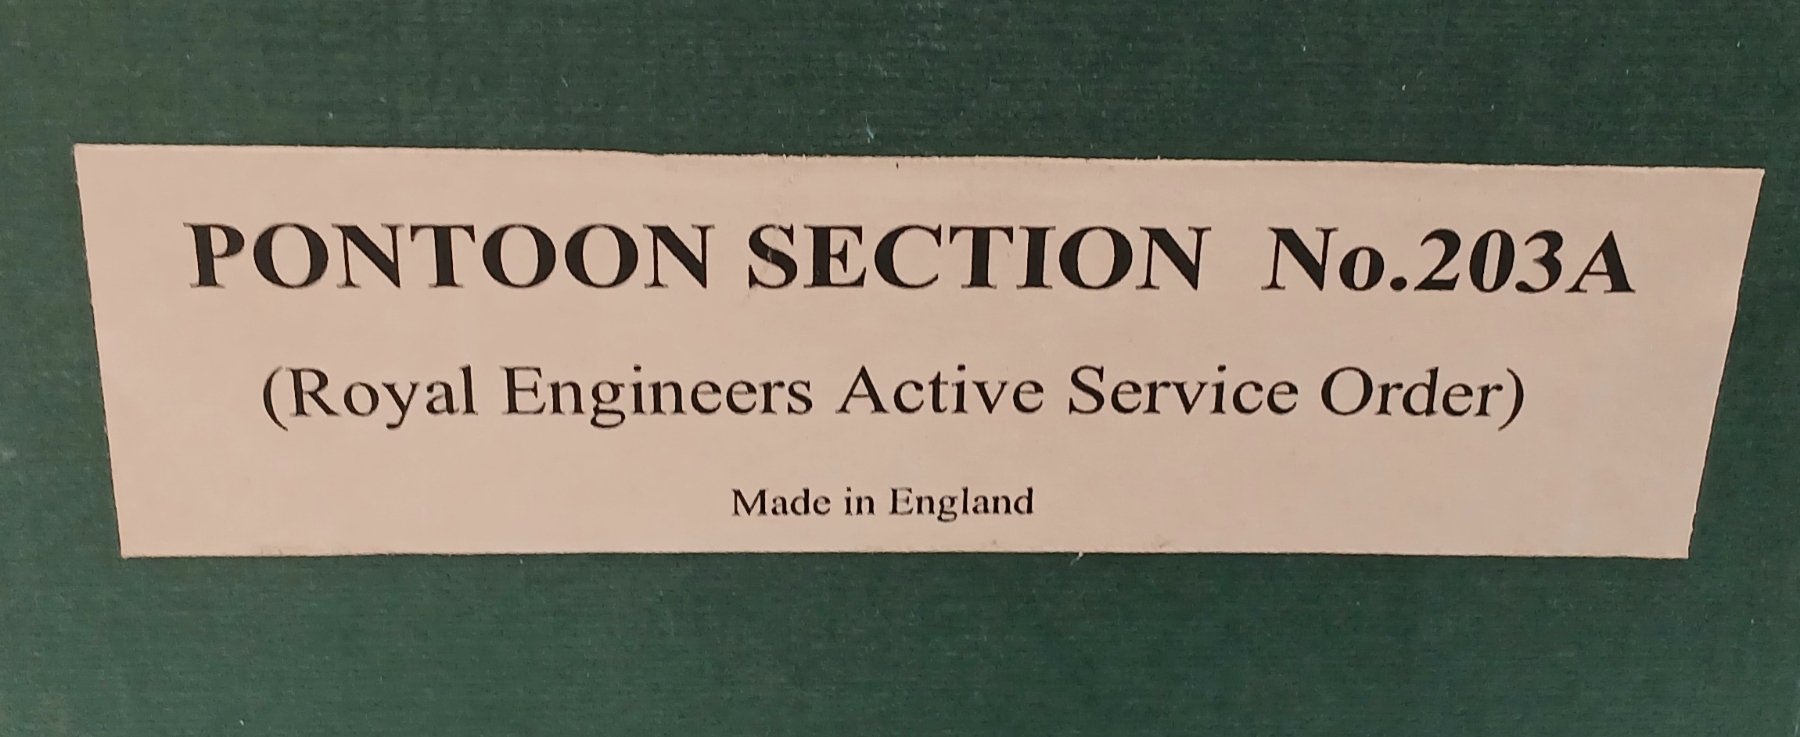 PONTOON SECTION No.203A
(Royal Engineers Active Service Order)
Made in England